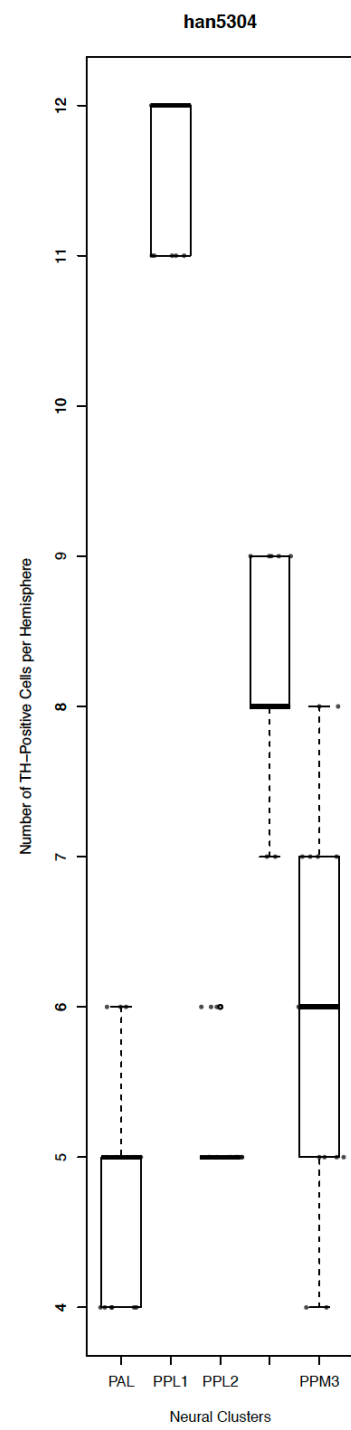 han5304
Number of TH−Positive Cells per Hemisphere
12
11
10
9
8
7
6
5
4
PAL PPL1 PPL2 PPM3
Neural Clusters